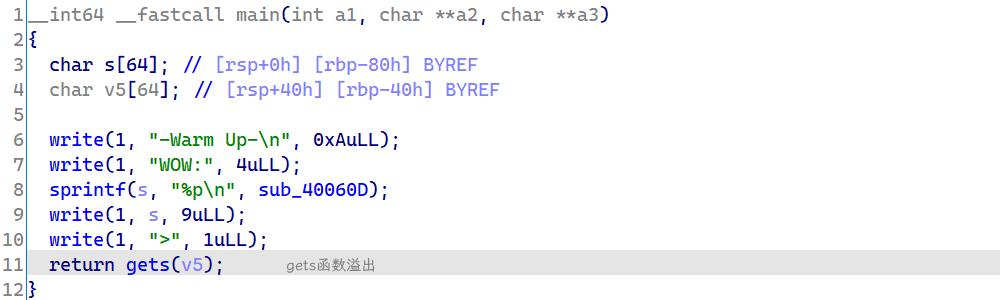 1 __int64 __fastcall main(int a1, char **a2, char **a3)
2 {
3   char s[64]; // [rsp+0h] [rbp-80h] BYREF
4   char v5[64]; // [rsp+40h] [rbp-40h] BYREF
5
6   write(1, "-Warm Up-\n", 0xAuLL);
7   write(1, "WOW:", 4uLL);
8   sprintf(s, "%p\n", sub_40060D);
9   write(1, s, 9uLL);
10   write(1, ">", 1uLL);
11   return gets(v5);       gets函数溢出
12 }